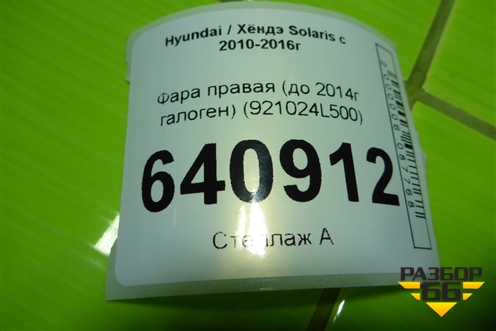 Hyundai / Хёндэ Solaris с
2010-2016г
Фара правая (до 2014г
галоген) (921024L500)
640912
Стеллаж А
РАЗБОР
66